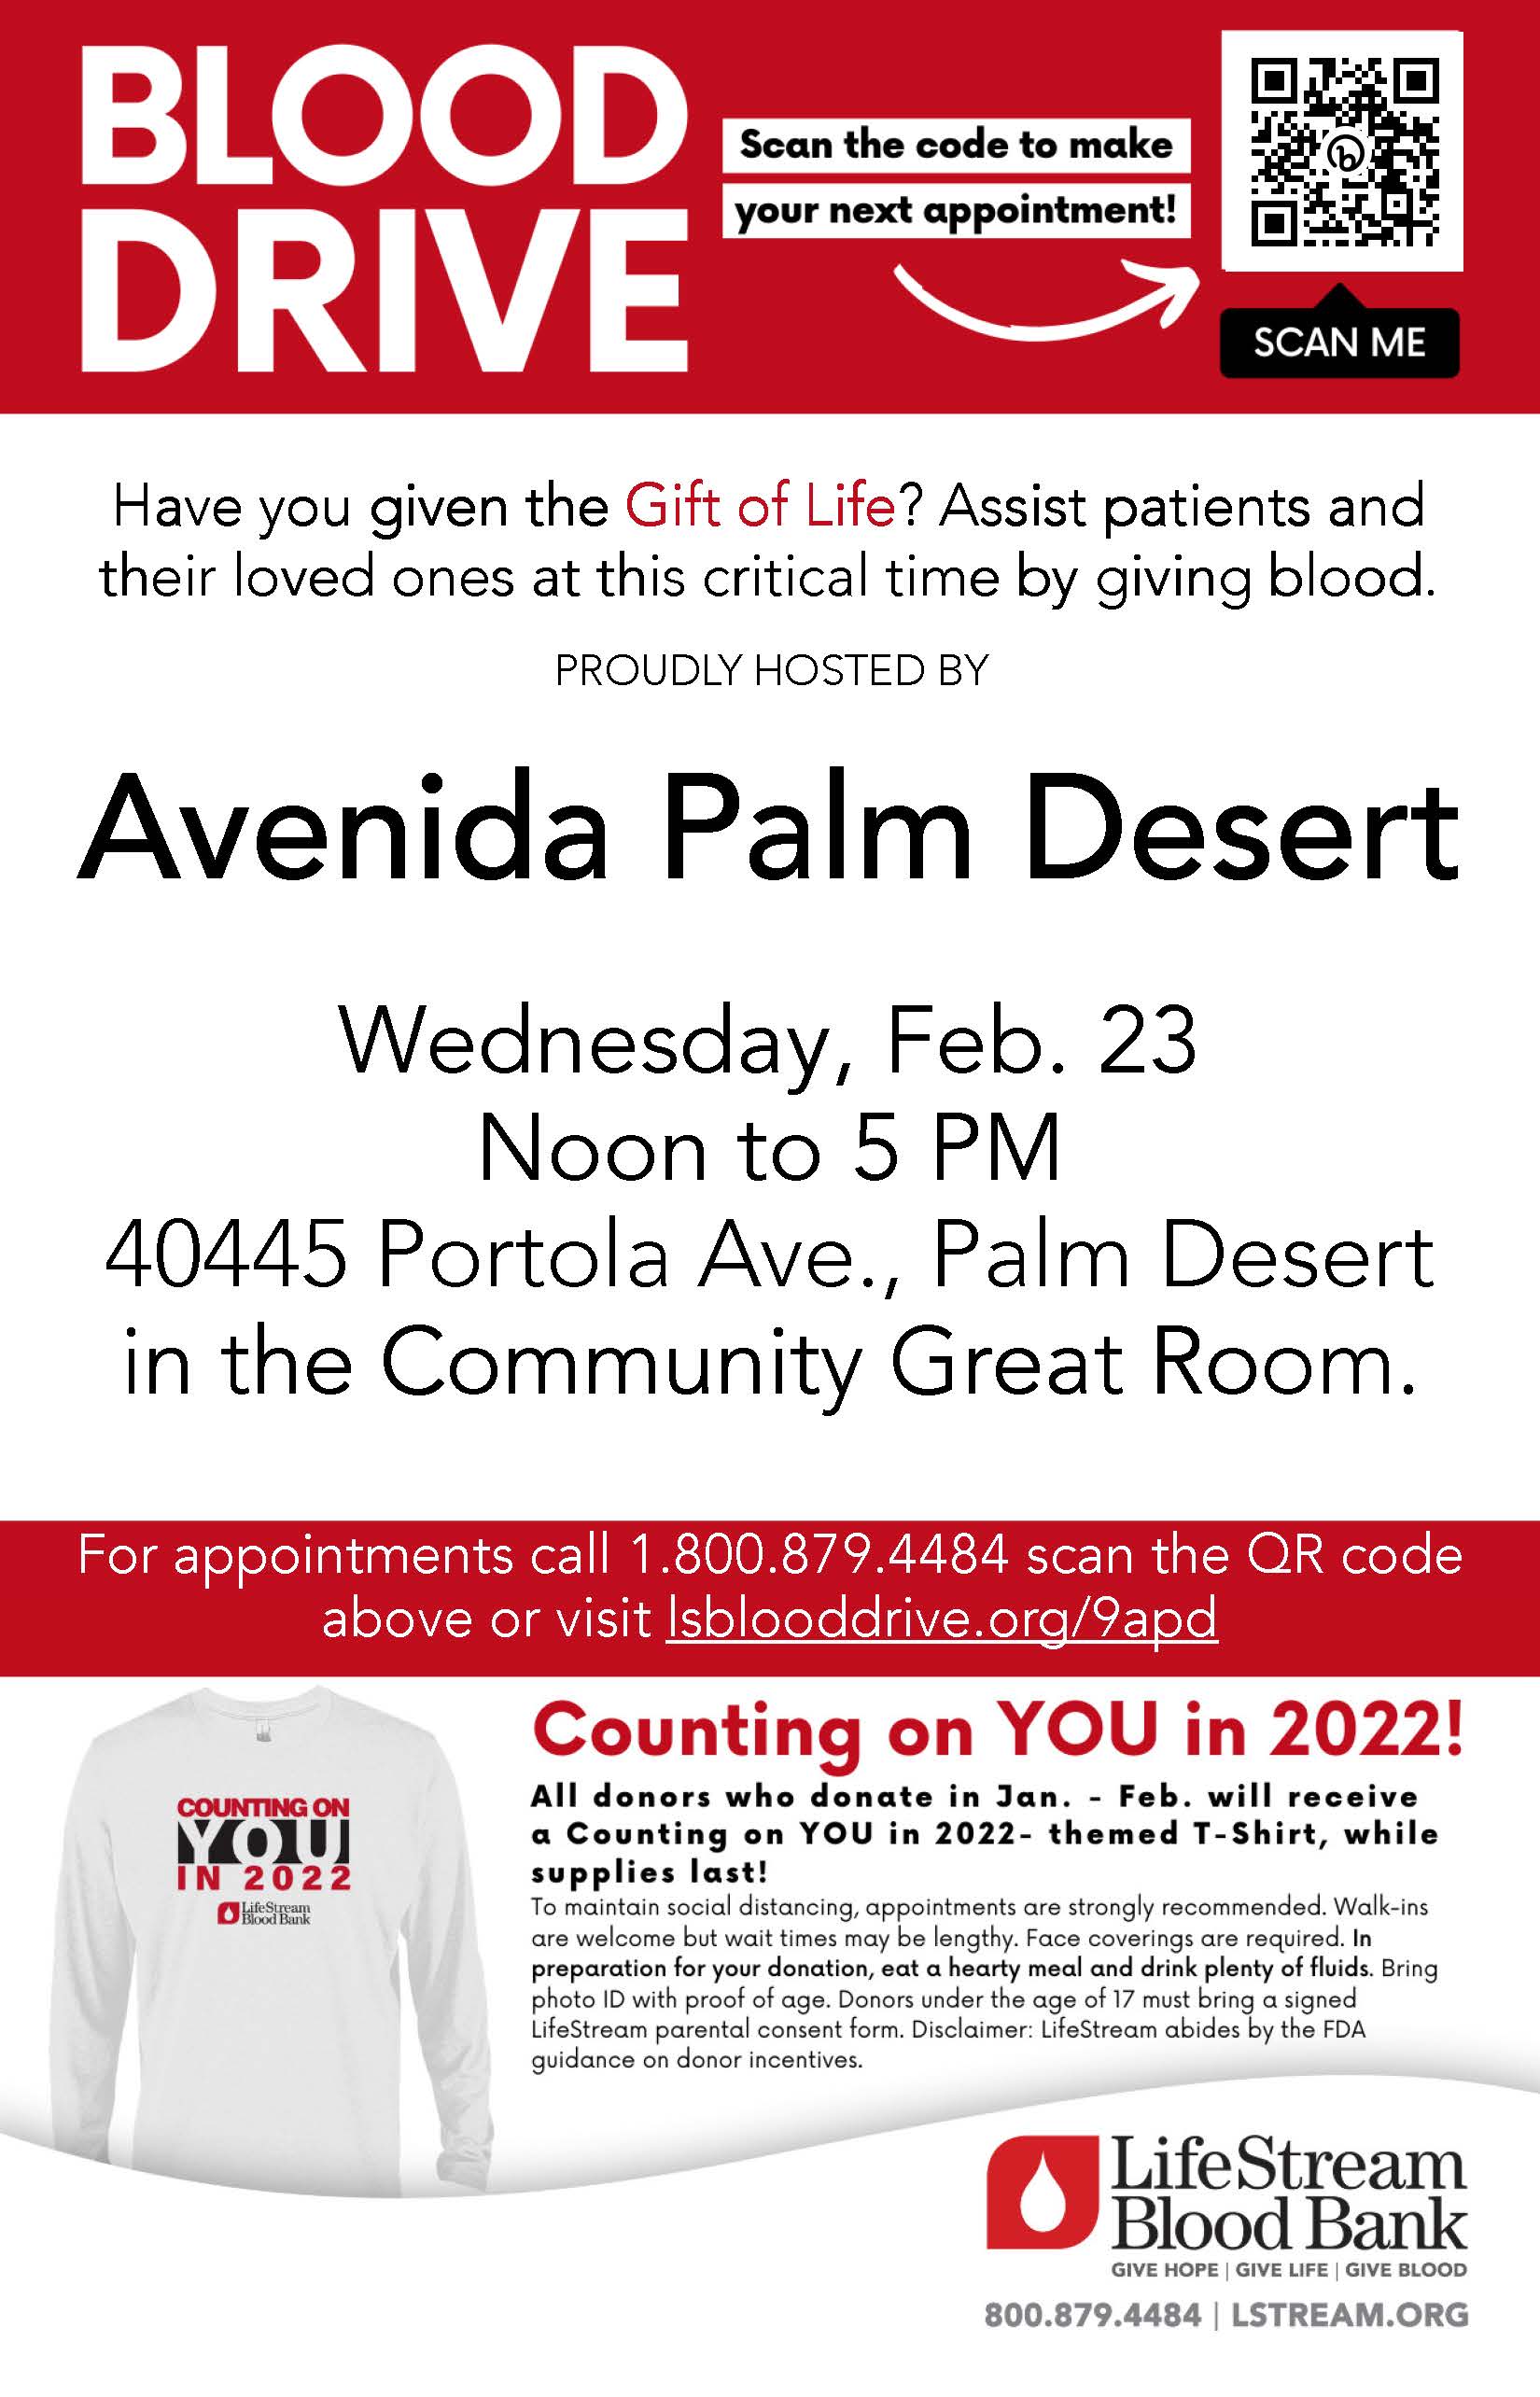 BLOOD
DRIVE
Scan the code to make
your next appointment!
SCAN ME
Have you given the Gift of Life? Assist patients and
their loved ones at this critical time by giving blood.
PROUDLY HOSTED BY
Avenida Palm Desert
Wednesday, Feb. 23
Noon to 5 PM
40445 Portola Ave., Palm Desert
in the Community Great Room.
For appointments call 1.800.879.4484 scan the QR code
above or visit lsblooddrive.org/9apd
COUNTING ON
YOU
IN 2022
LifeStream
Blood Bank
Counting on YOU in 2022!
All donors who donate in Jan. - Feb. will receive
a Counting on YOU in 2022- themed T-Shirt, while
supplies last!
To maintain social distancing, appointments are strongly recommended. Walk-ins
are welcome but wait times may be lengthy. Face coverings are required. In
preparation for your donation, eat a hearty meal and drink plenty of fluids. Bring
photo ID with proof of age. Donors under the age of 17 must bring a signed
LifeStream parental consent form. Disclaimer: LifeStream abides by the FDA
guidance on donor incentives.
LifeStream
Blood Bank
GIVE HOPE | GIVE LIFE | GIVE BLOOD
800.879.4484 | LSTREAM.ORG